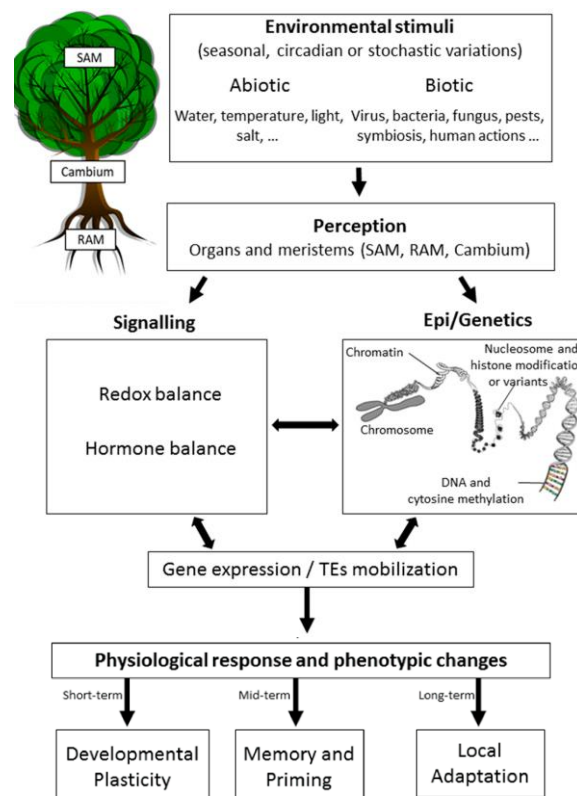 SAM
Cambium
RAM
Environmental stimuli
(seasonal, circadian or stochastic variations)
Abiotic
Water, temperature, light,
salt, ...
Biotic
Virus, bacteria, fungus, pests,
symbiosis, human actions ...
Perception
Organs and meristems (SAM, RAM, Cambium)
Signalling
Redox balance
Hormone balance
Epi/Genetics
Chromatin
Nucleosome and
histone modification
or variants
Chromosome
DNA and
cytosine methylation
Gene expression / TEs mobilization
Physiological response and phenotypic changes
Short-term
Mid-term
Long-term
Developmental
Plasticity
Memory and
Priming
Local
Adaptation